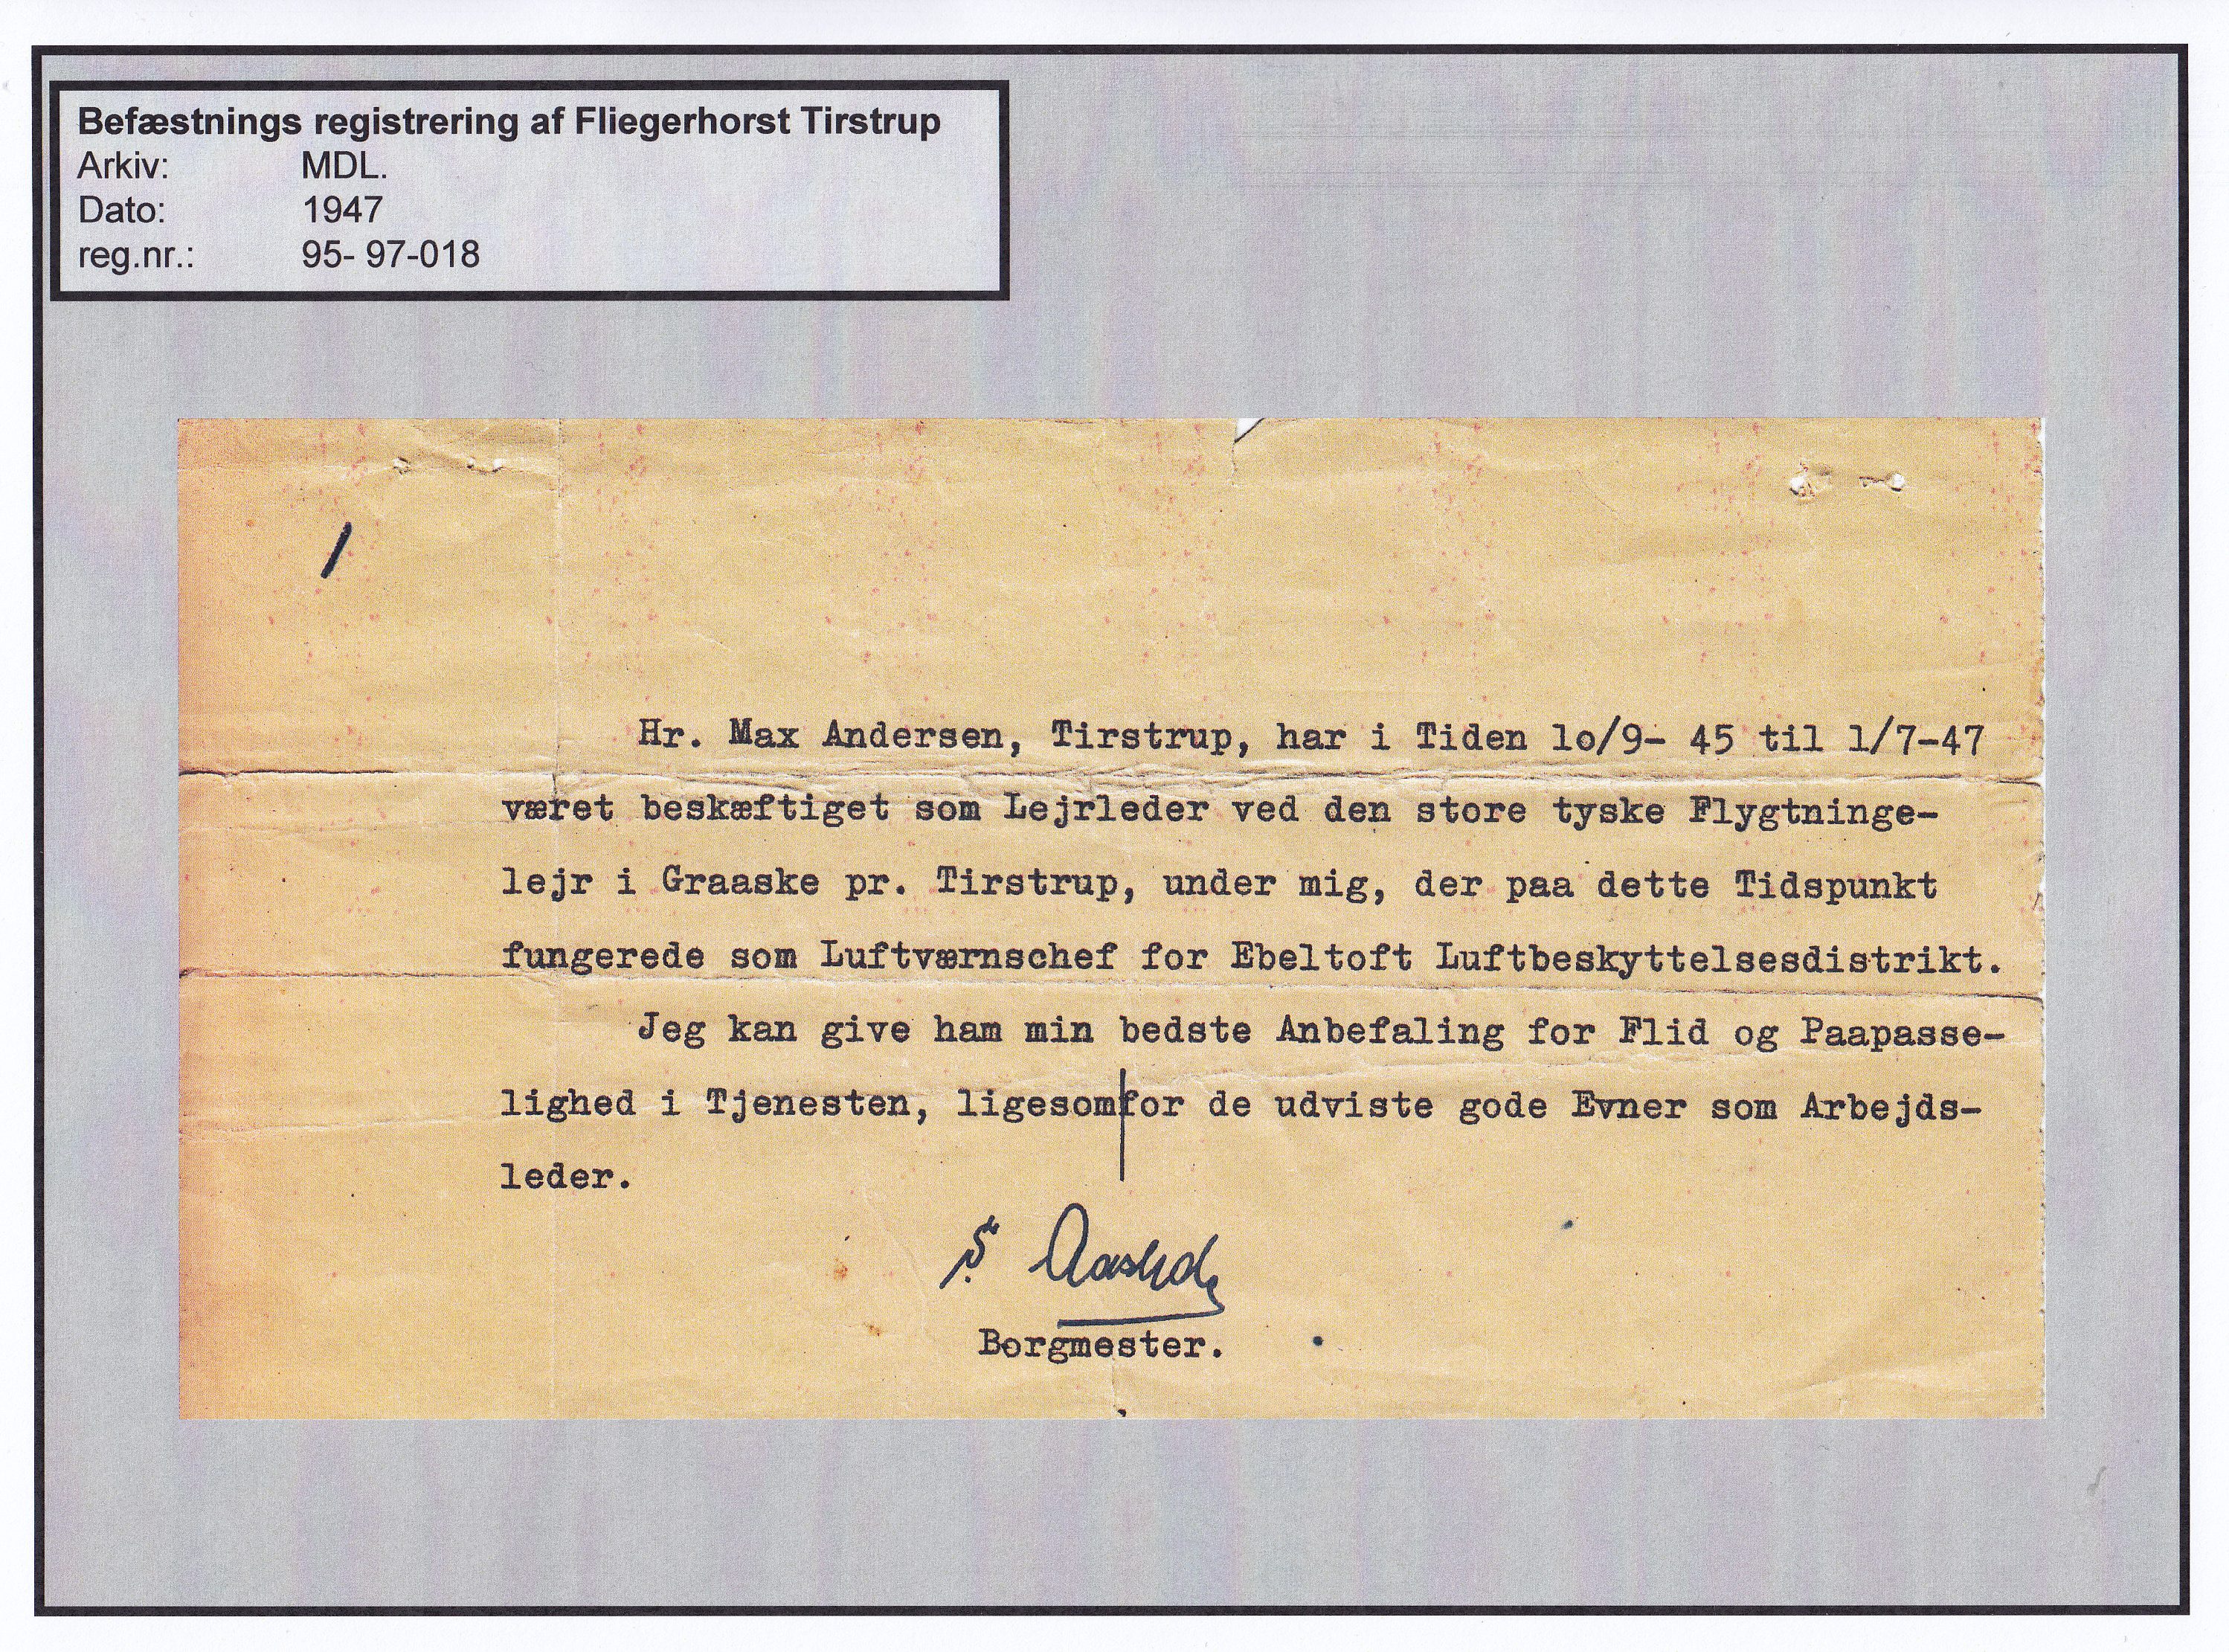 Befæstnings registrering af Fliegerhorst Tirstrup
Arkiv: MDL.
Dato: 1947
reg.nr.: 95- 97-018
Hr. Max Andersen, Tirstrup, har i Tiden lo/9- 45 til l/7-47
været beskæftiget som Lejrleder ved den store tyske Flygtninge-
lejr i Graaske pr. Tirstrup, under mig, der paa dette Tidspunkt
fungerede som Luftværnschef for Ebeltoft Luftbeskyttelsesdistrikt.
Jeg kan give ham min bedste Anbefaling for Flid og Paapasse-
lighed i Tjenesten, ligesom|for de udviste gode Evner som Arbejds-
leder.
Borgmester.